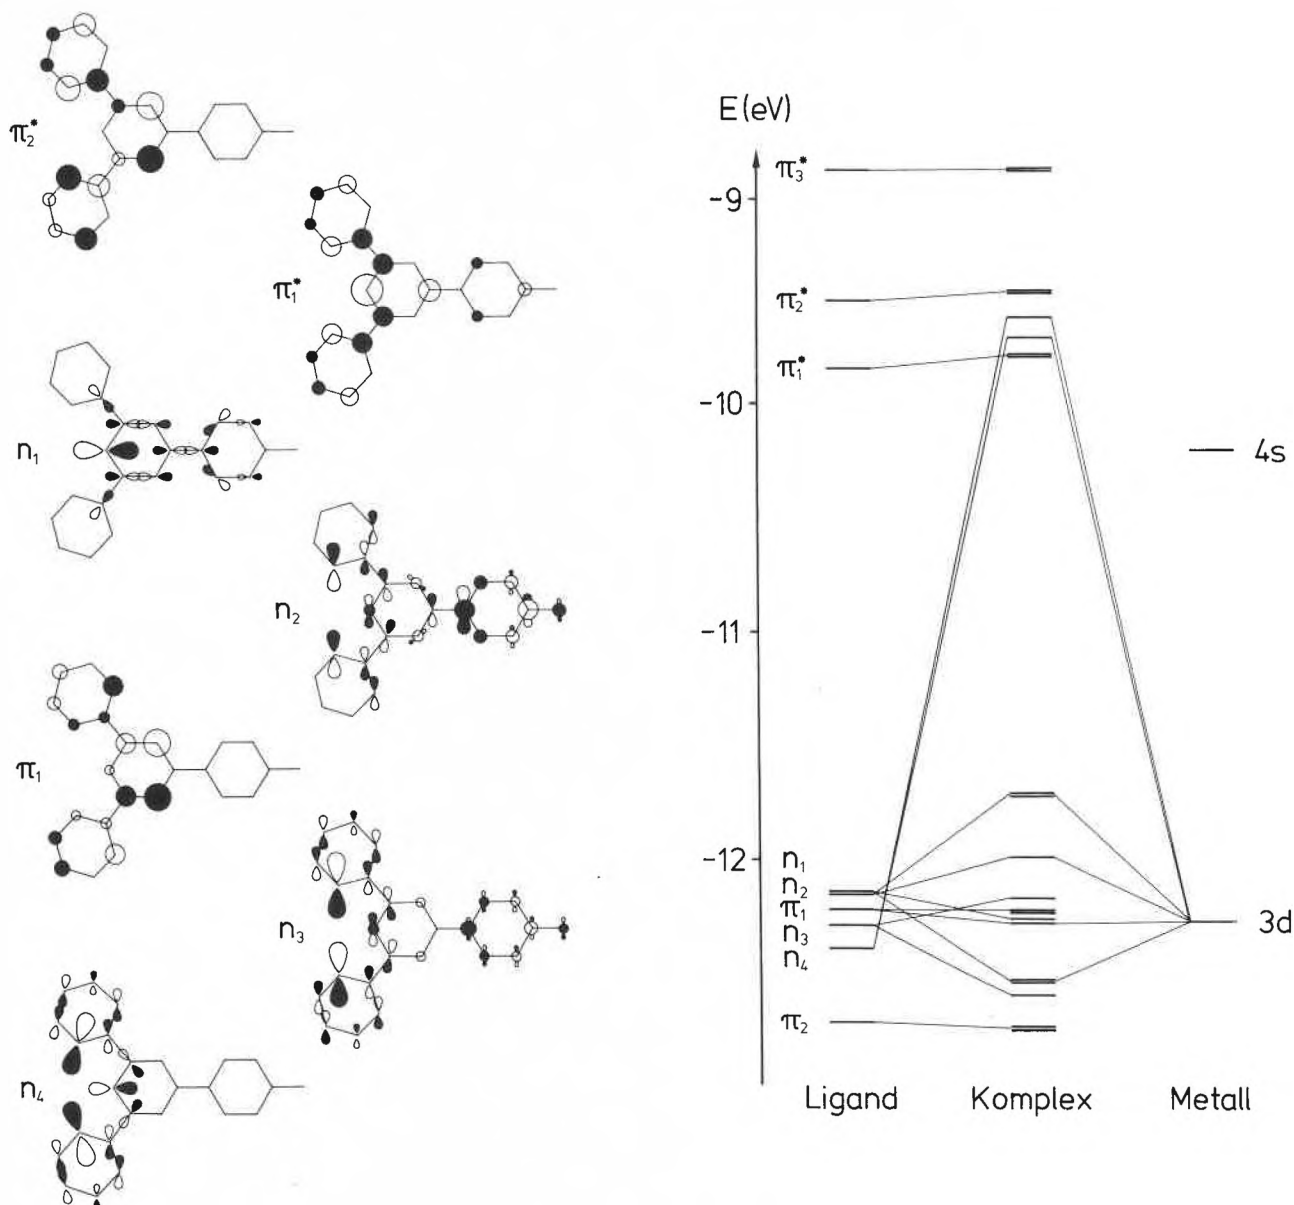 π₂*
π₁*
n₁
n₂
π₁
n₃
n₄
E(eV)
π₃*
-9
π₂*
π₁*
-10
4s
-11
-12
n₁
n₂
π₁
n₃
n₄
3d
π₂
Ligand Komplex Metall